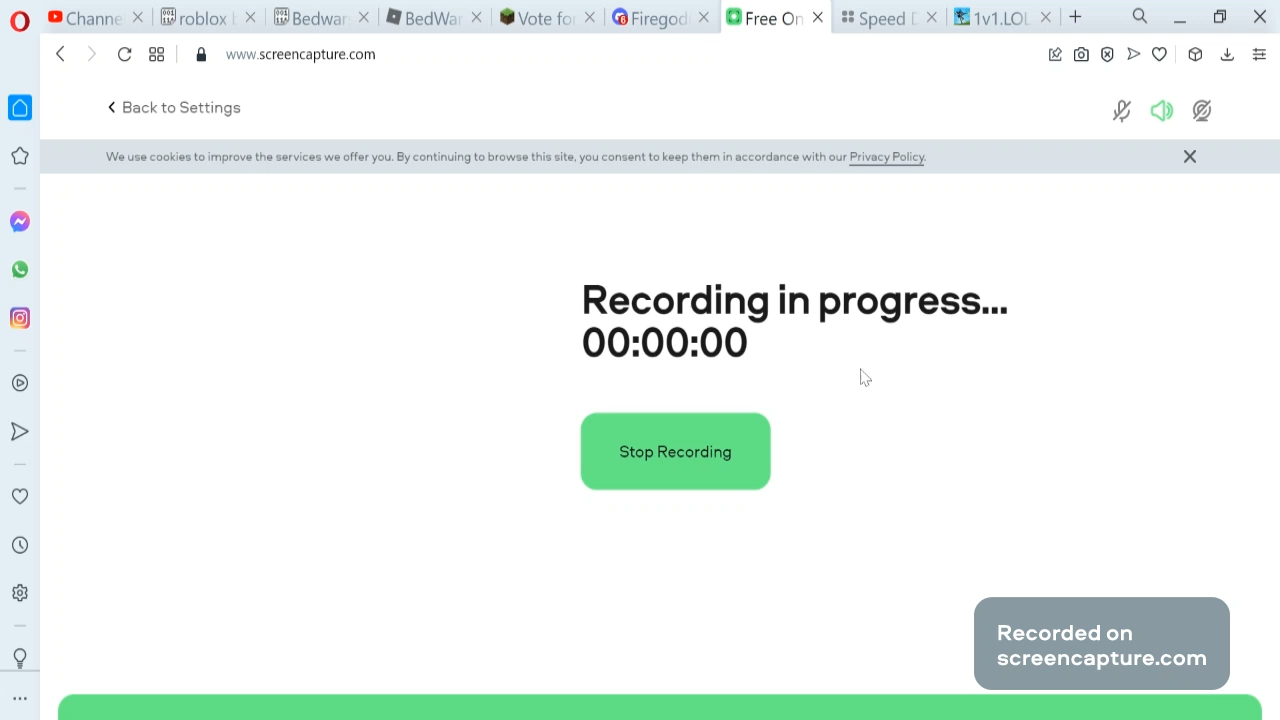 Channe
roblox
Bedwar
BedWar
Vote fo
Firegod
Free On
Speed
1v1.LOL
www.screencapture.com
Back to Settings
We use cookies to improve the services we offer you. By continuing to browse this site, you consent to keep them in accordance with our Privacy Policy.
Recording in progress...
00:00:00
Stop Recording
Recorded on
screencapture.com